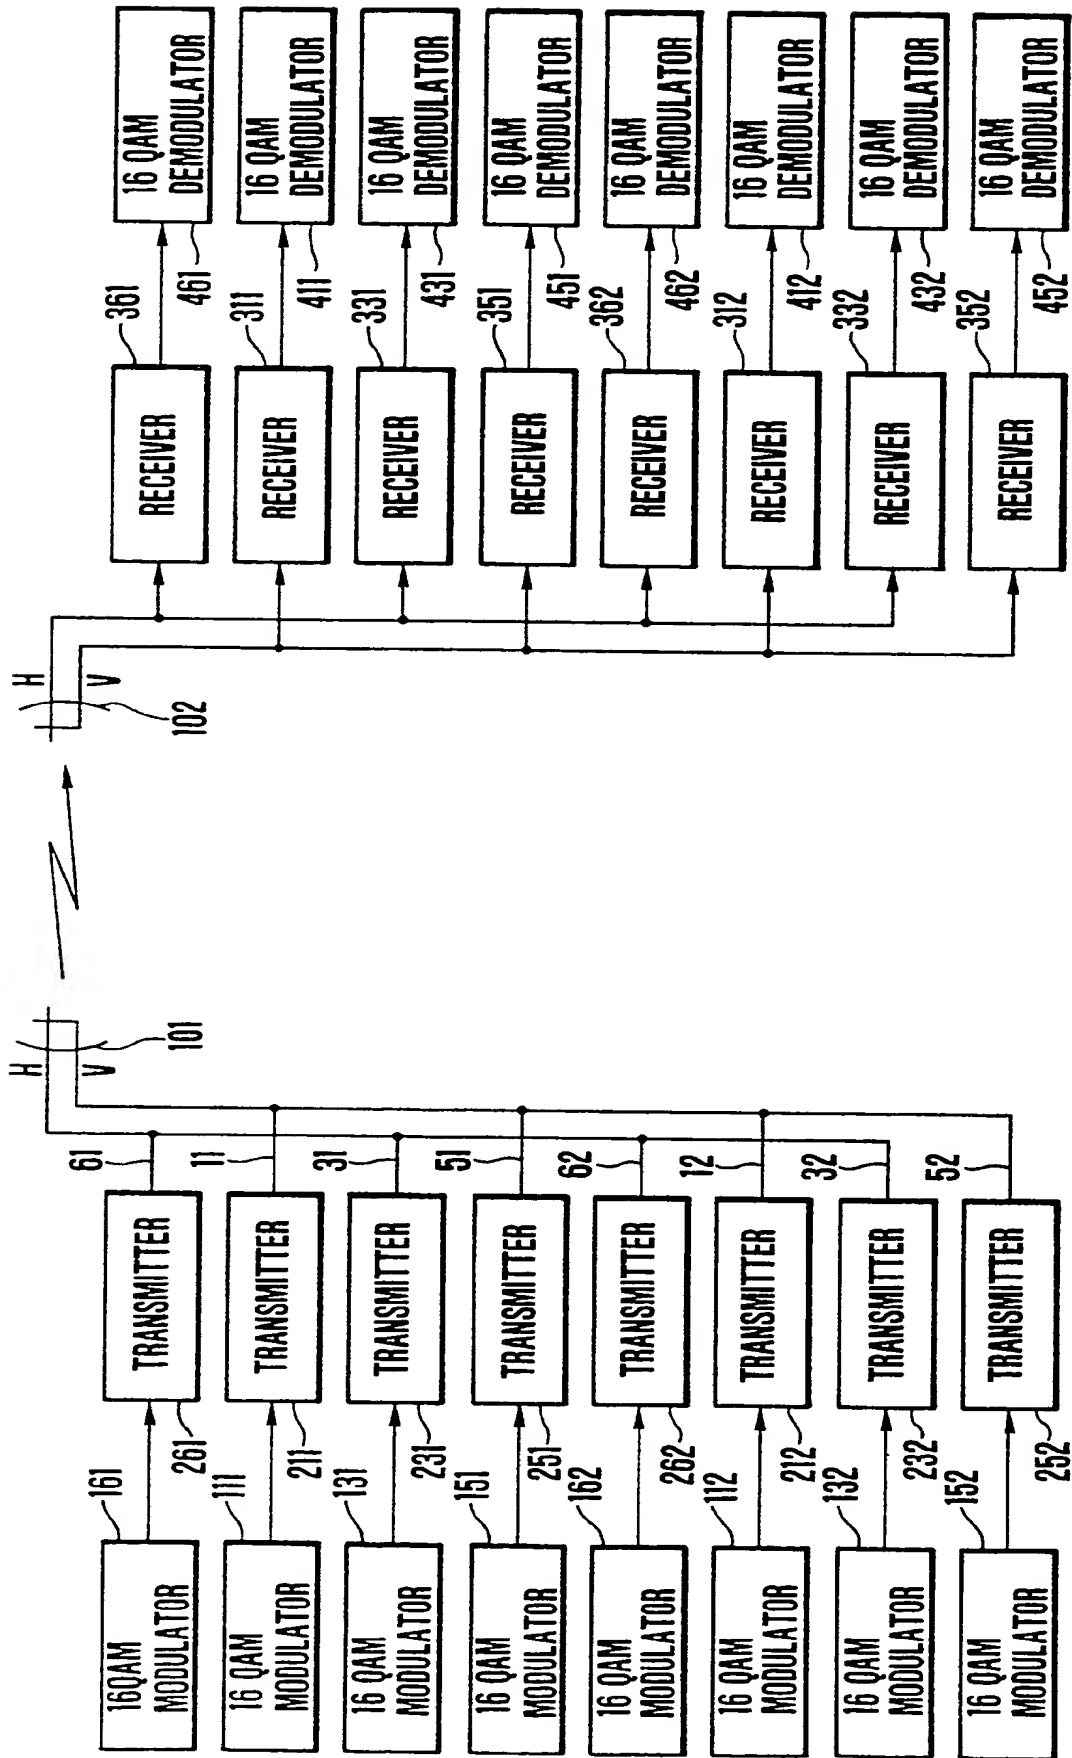 H
V
101
H
V
102
16QAM
MODULATOR
161
TRANSMITTER
261
61
RECEIVER
361
16 QAM
DEMODULATOR
461
16 QAM
MODULATOR
111
TRANSMITTER
211
11
RECEIVER
311
16 QAM
DEMODULATOR
411
16 QAM
MODULATOR
131
TRANSMITTER
231
31
RECEIVER
331
16 QAM
DEMODULATOR
431
16 QAM
MODULATOR
151
TRANSMITTER
251
51
RECEIVER
351
16 QAM
DEMODULATOR
451
16 QAM
MODULATOR
162
TRANSMITTER
262
62
RECEIVER
362
16 QAM
DEMODULATOR
462
16 QAM
MODULATOR
112
TRANSMITTER
212
12
RECEIVER
312
16 QAM
DEMODULATOR
412
16 QAM
MODULATOR
132
TRANSMITTER
232
32
RECEIVER
332
16 QAM
DEMODULATOR
432
16 QAM
MODULATOR
152
TRANSMITTER
252
52
RECEIVER
352
16 QAM
DEMODULATOR
452